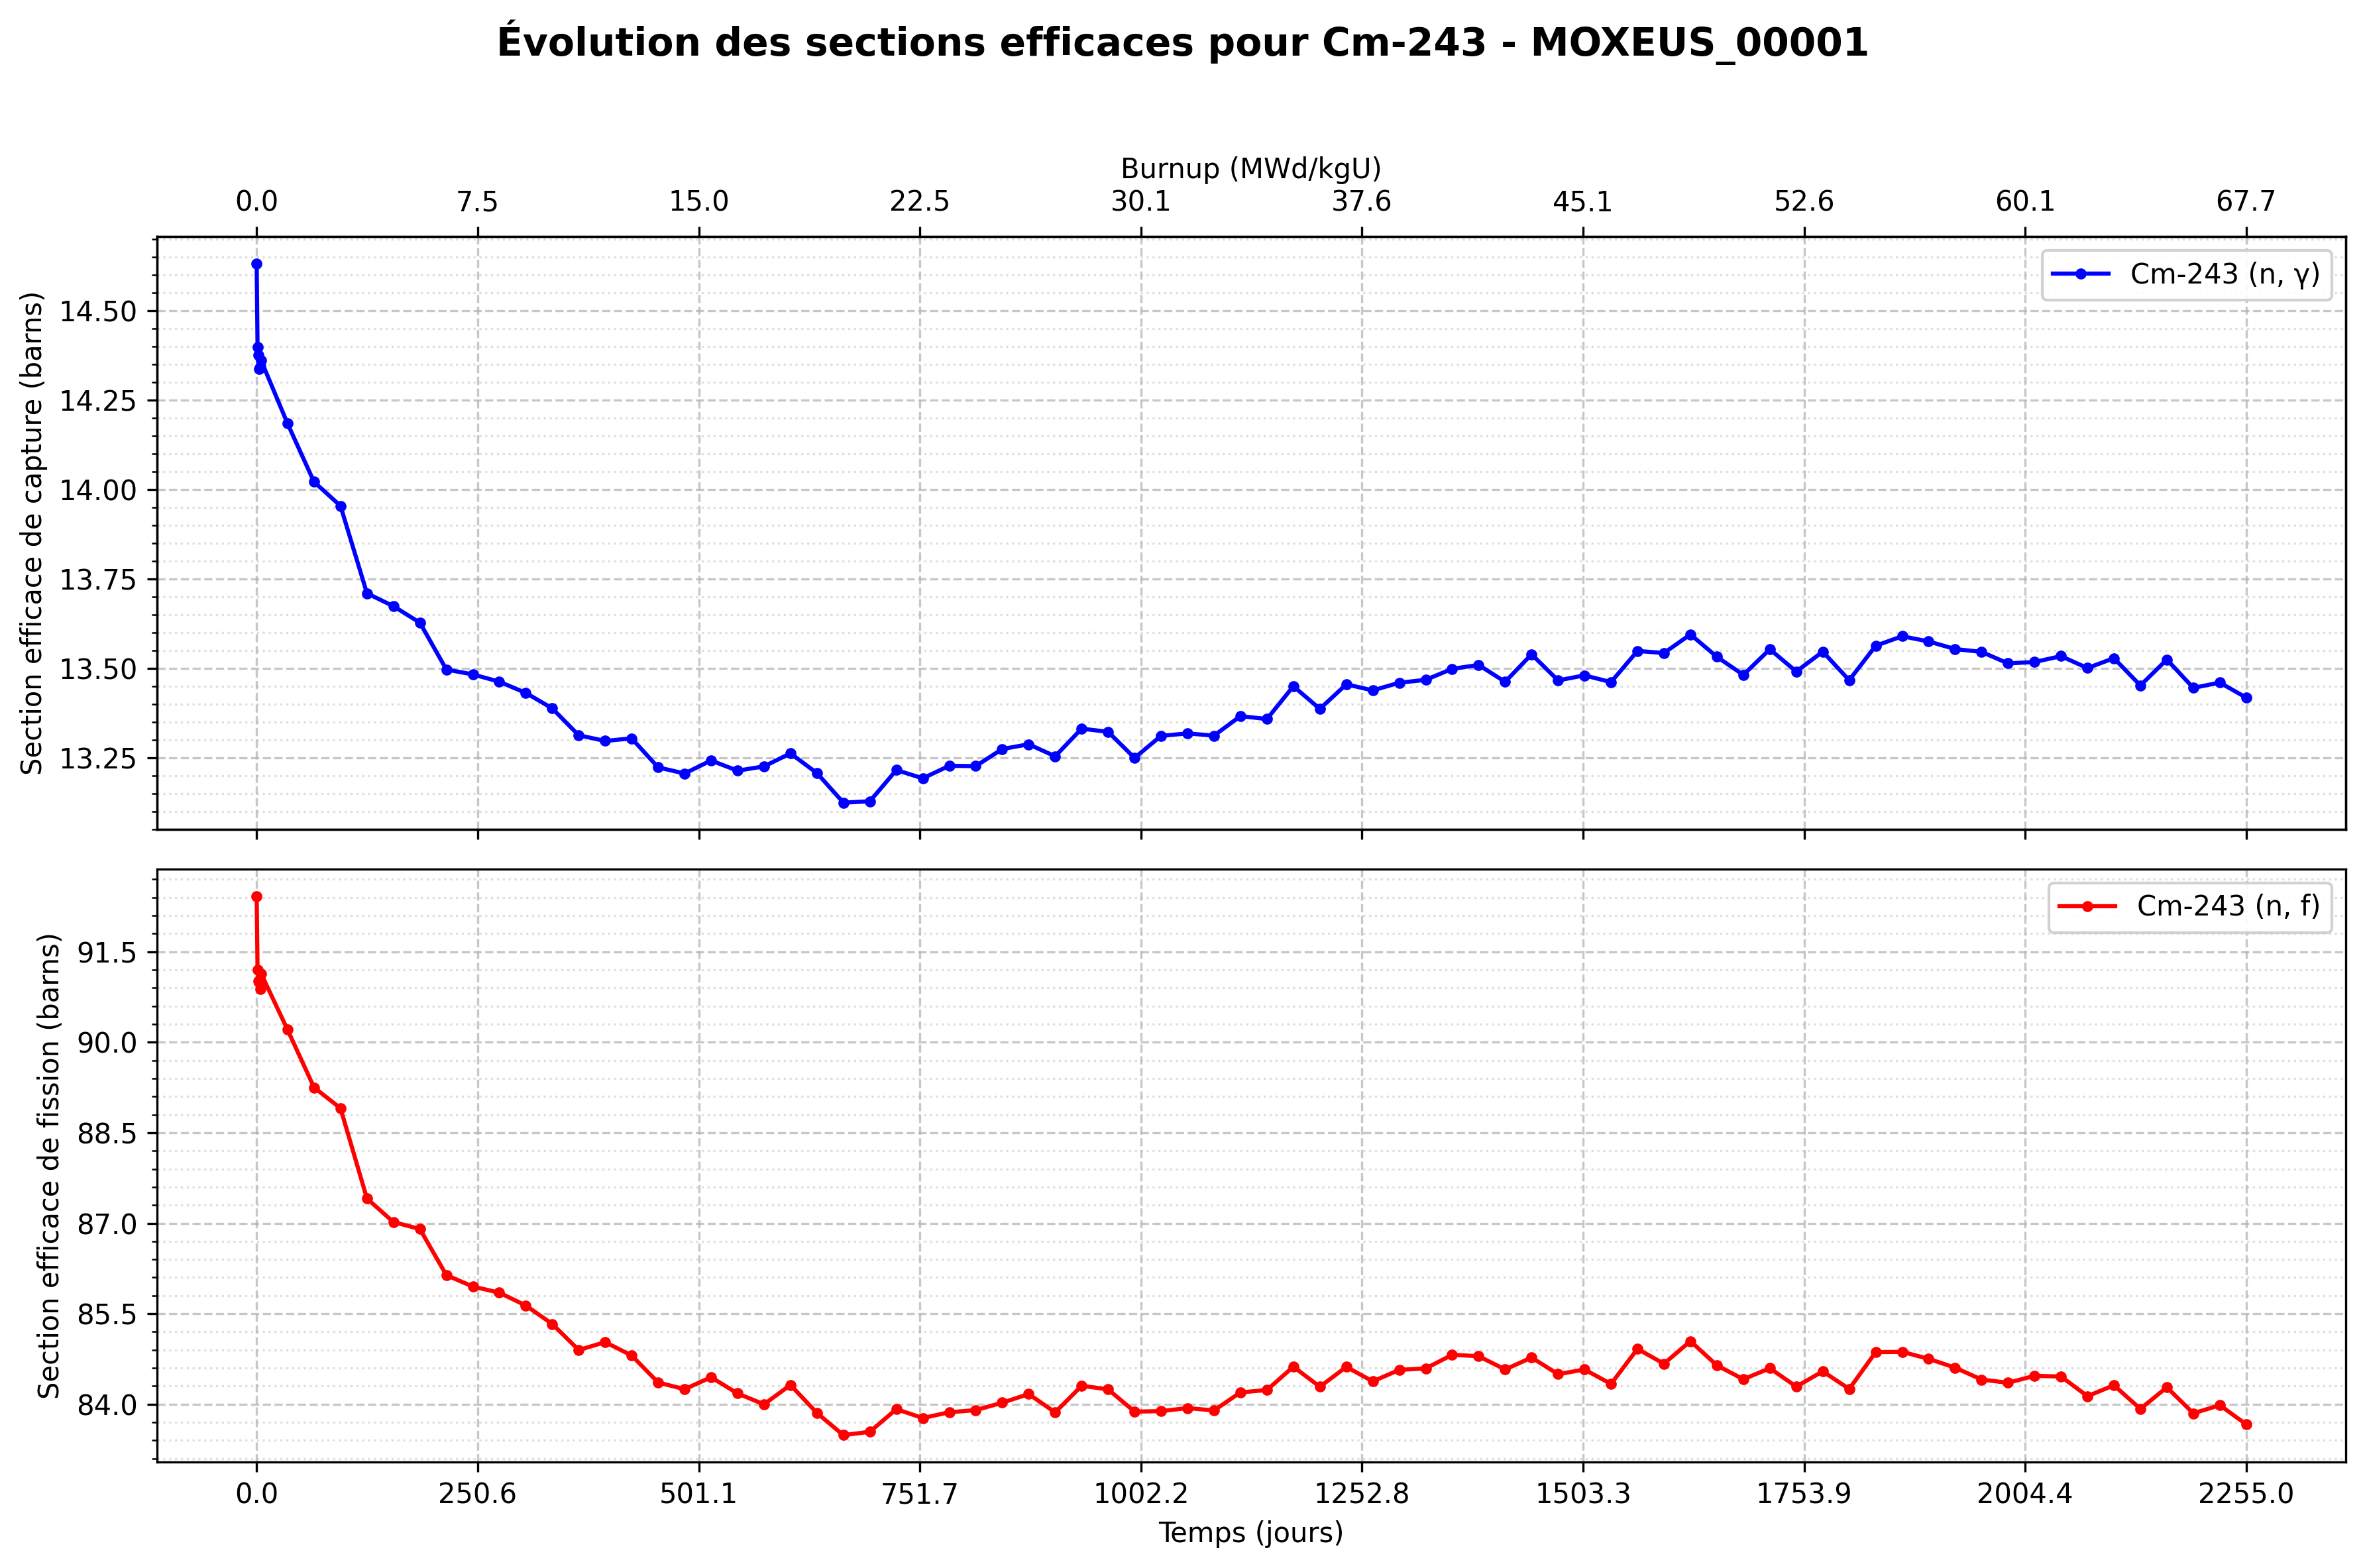 Évolution des sections efficaces pour Cm-243 - MOXEUS_00001
Burnup (MWd/kgU)
0.0 7.5 15.0 22.5 30.1 37.6 45.1 52.6 60.1 67.7
Section efficace de capture (barns)
14.50
14.25
14.00
13.75
13.50
13.25
Cm-243 (n, γ)
Section efficace de fission (barns)
91.5
90.0
88.5
87.0
85.5
84.0
Cm-243 (n, f)
0.0 250.6 501.1 751.7 1002.2 1252.8 1503.3 1753.9 2004.4 2255.0
Temps (jours)